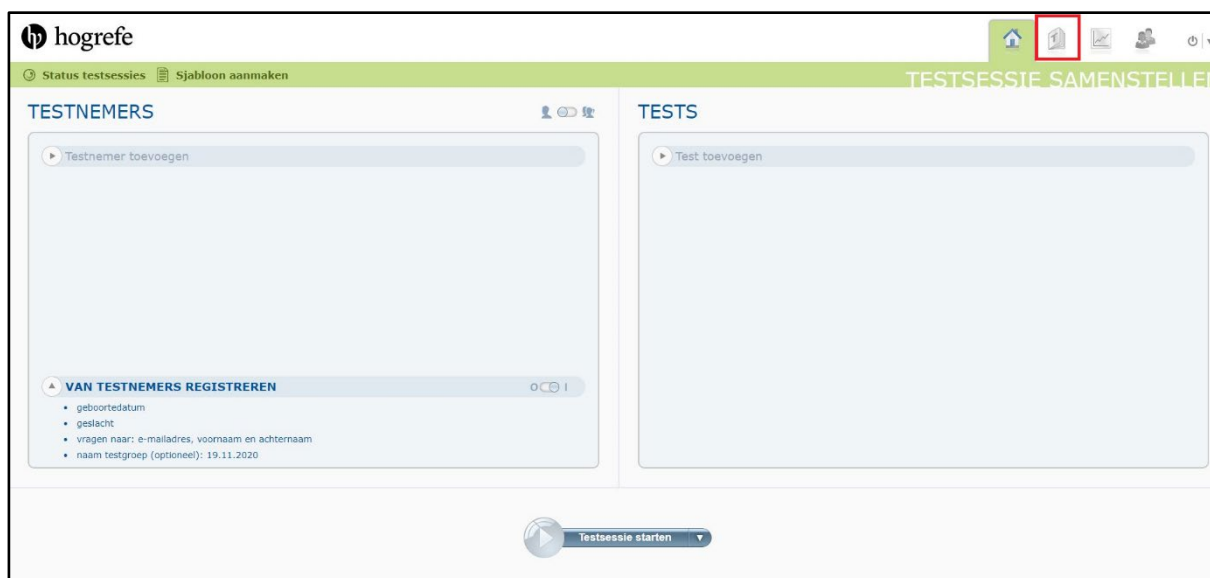 hogrefe
Status testsessies Sjabloon aanmaken
TESTSESSIE SAMENSTELLE
TESTNEMERS
TESTS
Testnemer toevoegen
Test toevoegen
VAN TESTNEMERS REGISTREREN
O I
• geboortedatum
• geslacht
• vragen naar: e-mailadres, voornaam en achternaam
• naam testgroep (optioneel): 19.11.2020
Testsessie starten